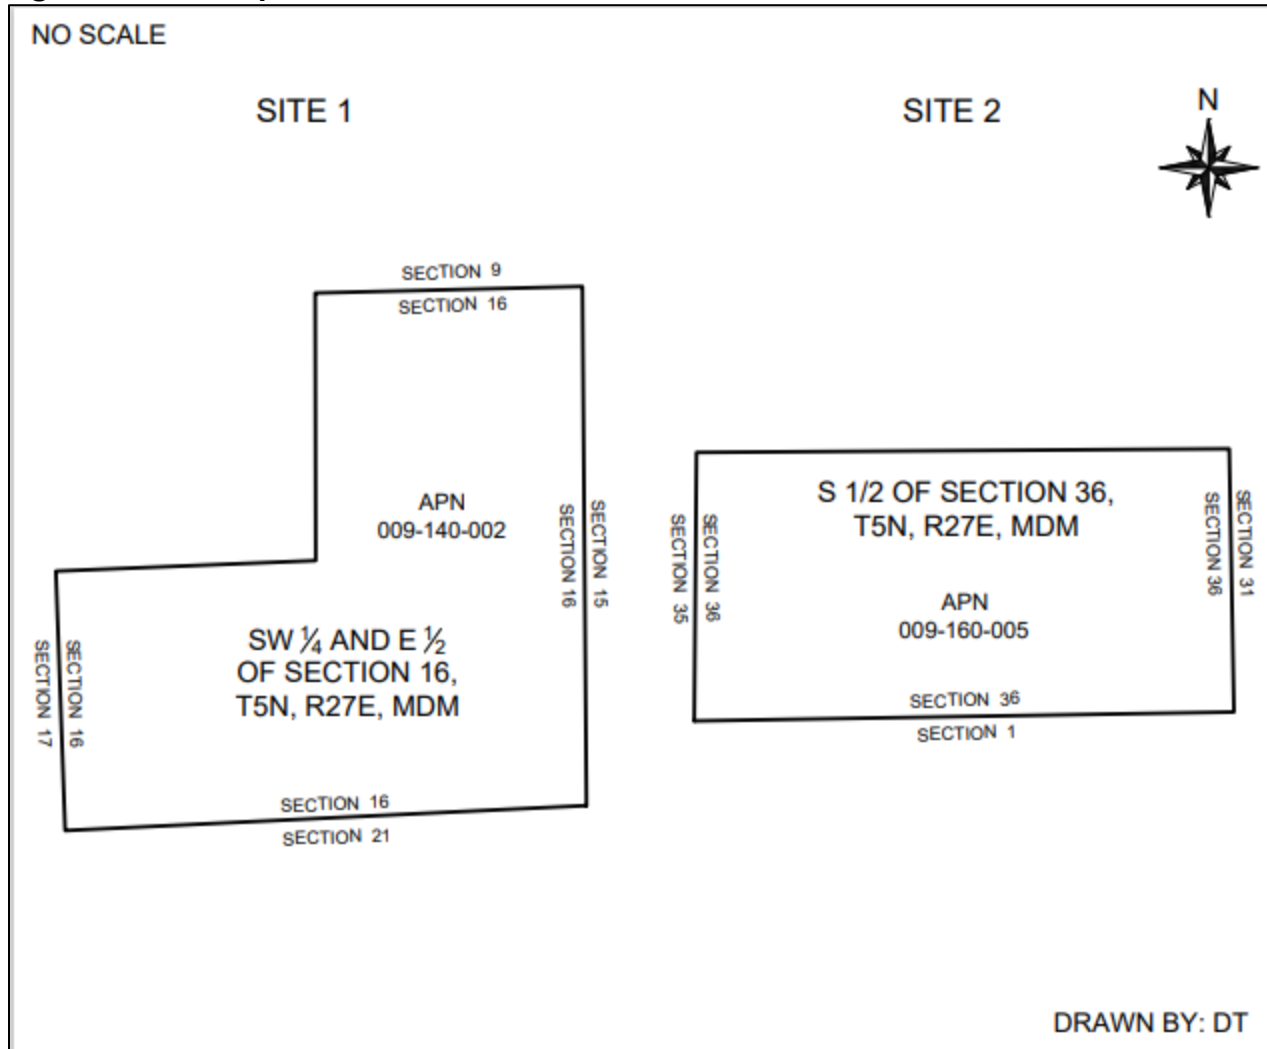 NO SCALE
SITE 1
SITE 2
N
SECTION 9
SECTION 16
APN
009-140-002
SECTION 16
SECTION 15
SW ¼ AND E ½
OF SECTION 16,
T5N, R27E, MDM
SECTION 17
SECTION 16
SECTION 16
SECTION 21
S 1/2 OF SECTION 36,
T5N, R27E, MDM
APN
009-160-005
SECTION 35
SECTION 36
SECTION 36
SECTION 31
SECTION 36
SECTION 1
DRAWN BY: DT